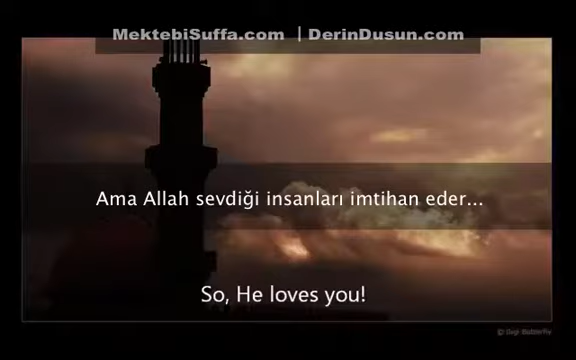 MektebiSuffa.com | DerinDusun.com
Ama Allah sevdiği insanları imtihan eder...
So, He loves you!